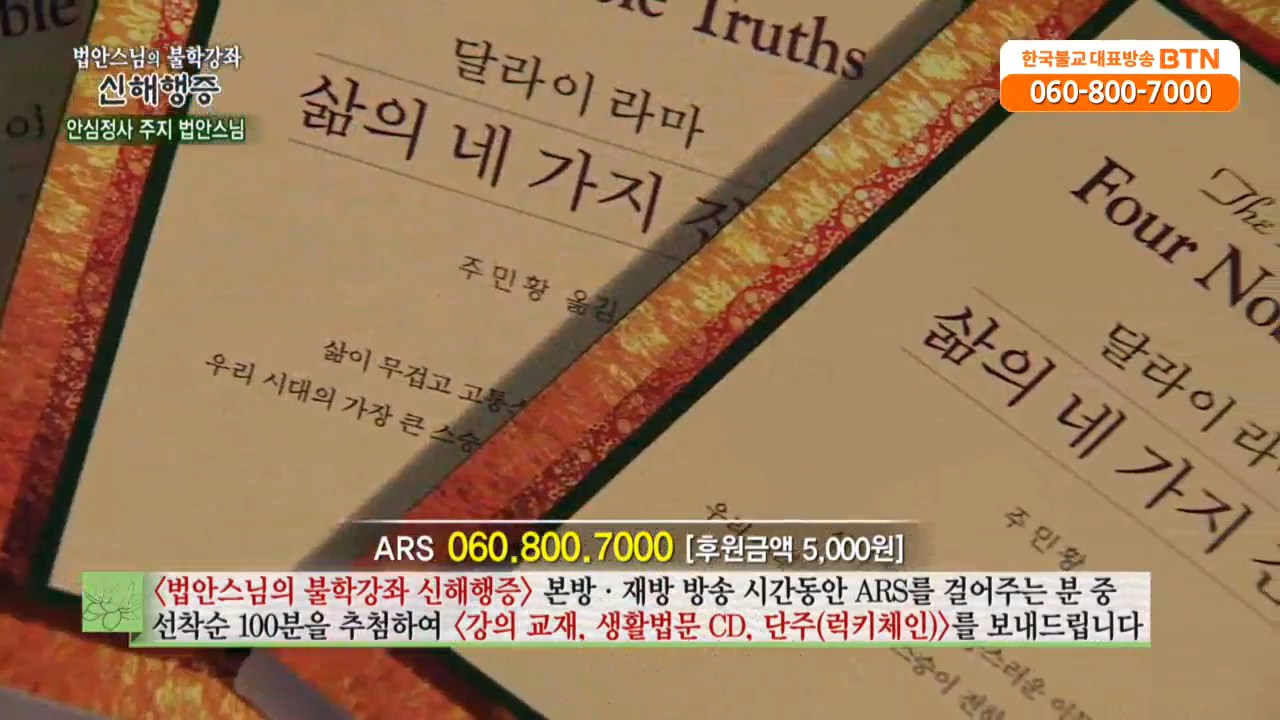 법안스님의 불학강좌
신해행증
안심정사 주지 법안스님
한국불교 대표방송 BTN
060-800-7000
Truths
달라이 라마
삶의 네 가지
주민황 옮김
삶이 무겁고
우리 시대의 가장 큰
The
Four
달라이
삶의 네 가지
주민황
ARS 060.800.7000 [후원금액 5,000원]
<법안스님의 불학강좌 신해행증> 본방·재방 방송 시간동안 ARS를 걸어주는 분 중
선착순 100분을 추첨하여 <강의 교재, 생활법문 CD, 단주(럭키체인)>를 보내드립니다